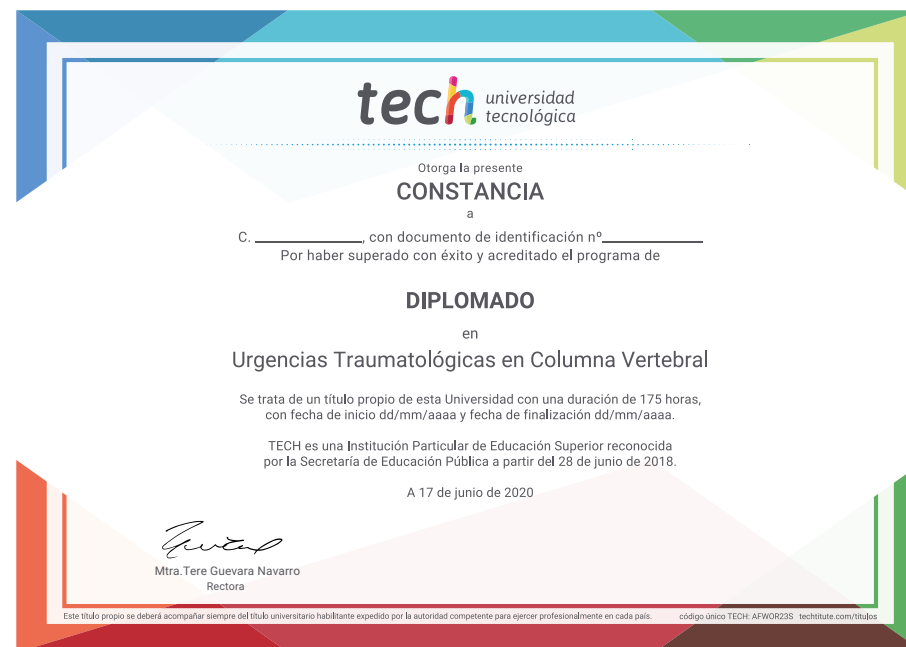 tech universidad
tecnológica
Otorga la presente
CONSTANCIA
a
C. ____________, con documento de identificación nº____________
Por haber superado con éxito y acreditado el programa de
DIPLOMADO
en
Urgencias Traumatológicas en Columna Vertebral
Se trata de un título propio de esta Universidad con una duración de 175 horas,
con fecha de inicio dd/mm/aaaa y fecha de finalización dd/mm/aaaa.
TECH es una Institución Particular de Educación Superior reconocida
por la Secretaría de Educación Pública a partir del 28 de junio de 2018.
A 17 de junio de 2020
Mtra.Tere Guevara Navarro
Rectora
Este título propio se deberá acompañar siempre del título universitario habilitante expedido por la autoridad competente para ejercer profesionalmente en cada país. código único TECH: AFWOR23S techtitute.com/titulos